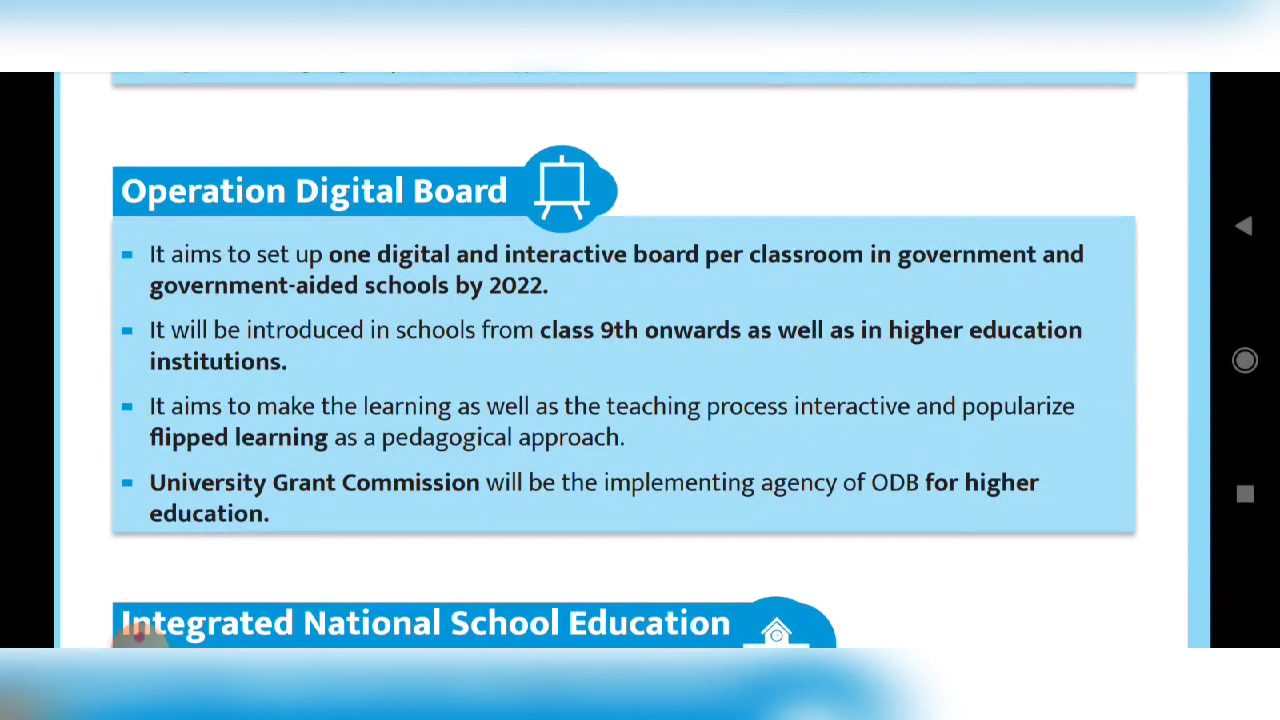 Operation Digital Board
It aims to set up one digital and interactive board per classroom in government and
government-aided schools by 2022.
It will be introduced in schools from class 9th onwards as well as in higher education
institutions.
It aims to make the learning as well as the teaching process interactive and popularize
flipped learning as a pedagogical approach.
University Grant Commission will be the implementing agency of ODB for higher
education.
Integrated National School Education